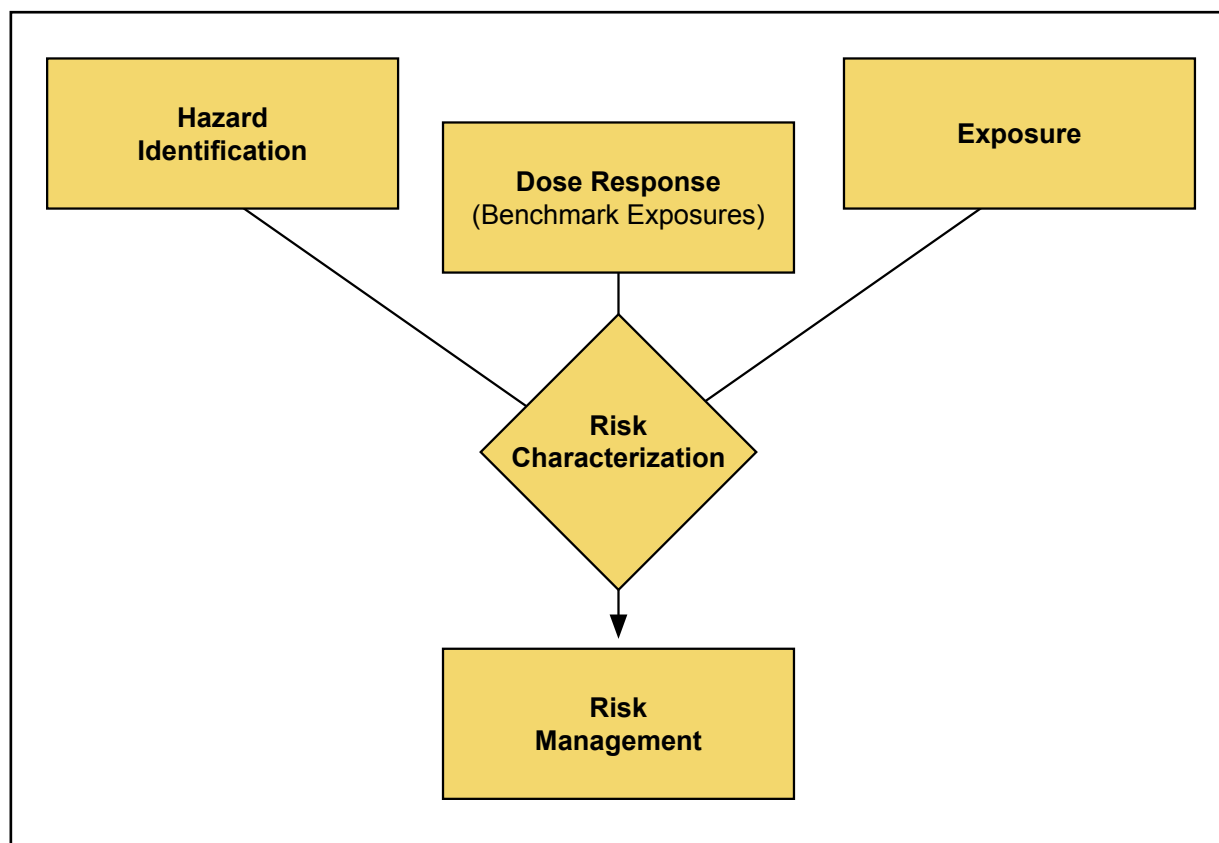 Hazard
Identification
Dose Response
(Benchmark Exposures)
Exposure
Risk
Characterization
Risk
Management